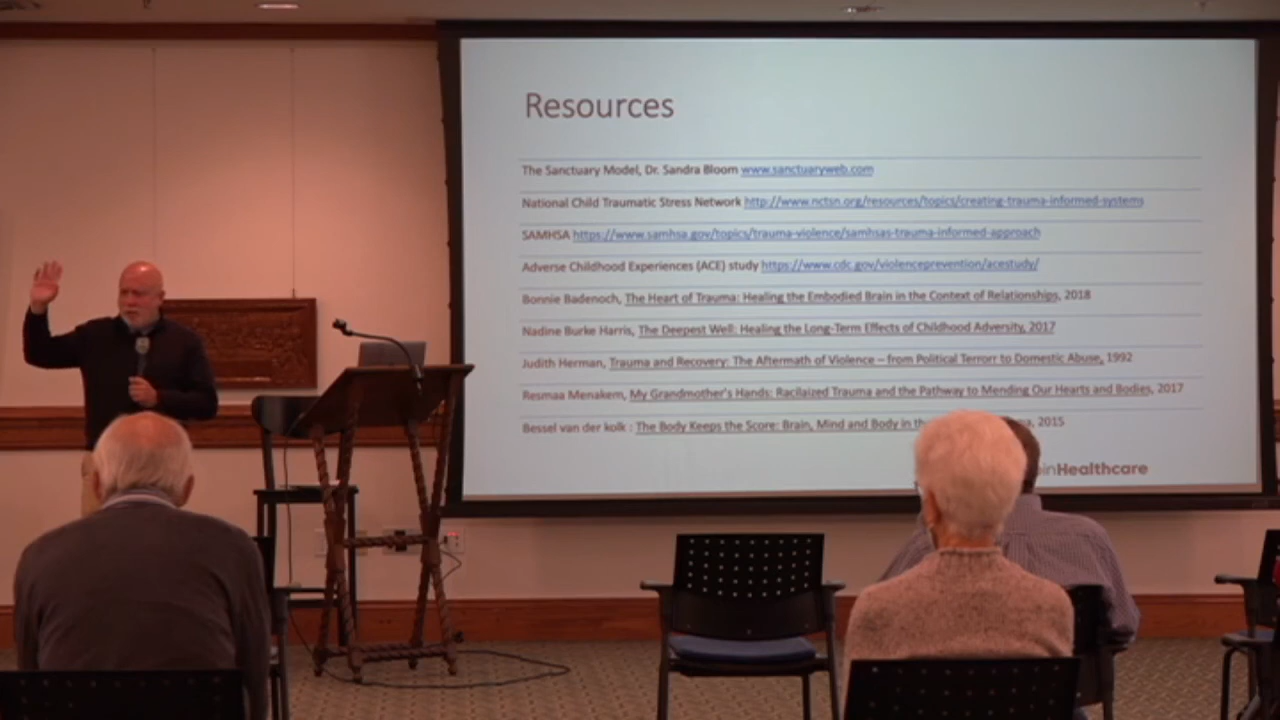 Resources
The Sanctuary Model, Dr. Sandra Bloom www.sanctuaryweb.com
National Child Traumatic Stress Network http://www.nctsn.org/resources/topics/creating-trauma-informed-systems
SAMHSA https://www.samhsa.gov/topics/trauma-violence/samhsas-trauma-informed-approach
Adverse Childhood Experiences (ACE) study https://www.cdc.gov/violenceprevention/acestudy/
Bonnie Badenoch, The Heart of Trauma: Healing the Embodied Brain in the Context of Relationships, 2018
Nadine Burke Harris, The Deepest Well: Healing the Long-Term Effects of Childhood Adversity, 2017
Judith Herman, Trauma and Recovery: The Aftermath of Violence – from Political Terrorr to Domestic Abuse, 1992
Resmaa Menakem, My Grandmother's Hands: Racilaized Trauma and the Pathway to Mending Our Hearts and Bodies, 2017
Bessel van der kolk : The Body Keeps the Score: Brain, Mind and Body in 2015
Healthcare